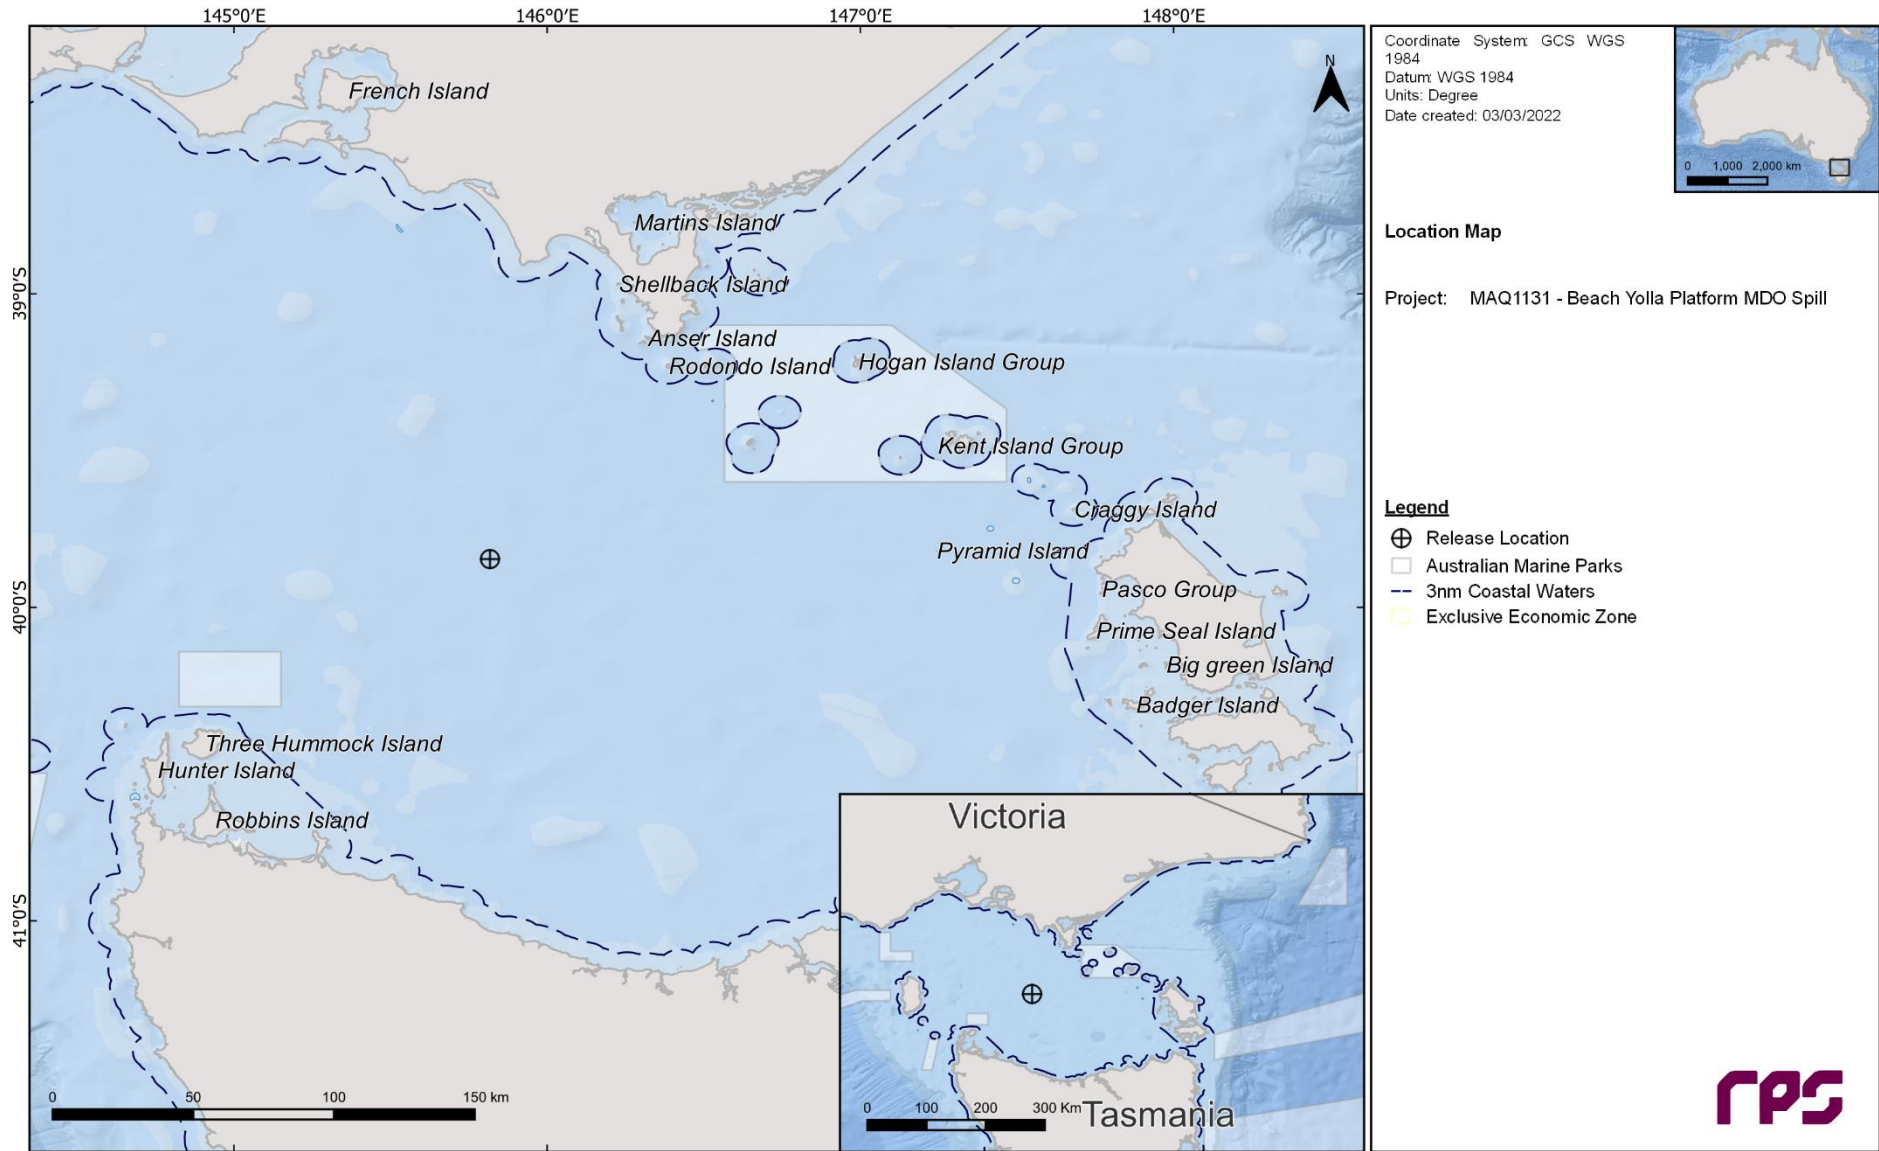 145°0'E
146°0'E
147°0'E
148°0'E
39°0'S
40°0'S
41°0'S
N
French Island
Martins Island
Shellback Island
Anser Island
Rodondo Island
Hogan Island Group
Kent Island Group
Craggy Island
Pyramid Island
Pasco Group
Prime Seal Island
Big green Island
Badger Island
Three Hummock Island
Hunter Island
Robbins Island
0 50 100 150 km
Victoria
Tasmania
0 100 200 300 Km
Coordinate System: GCS WGS
1984
Datum: WGS 1984
Units: Degree
Date created: 03/03/2022
0 1,000 2,000 km
Location Map
Project: MAQ1131 - Beach Yolla Platform MDO Spill
Legend
Release Location
Australian Marine Parks
3nm Coastal Waters
Exclusive Economic Zone
rps